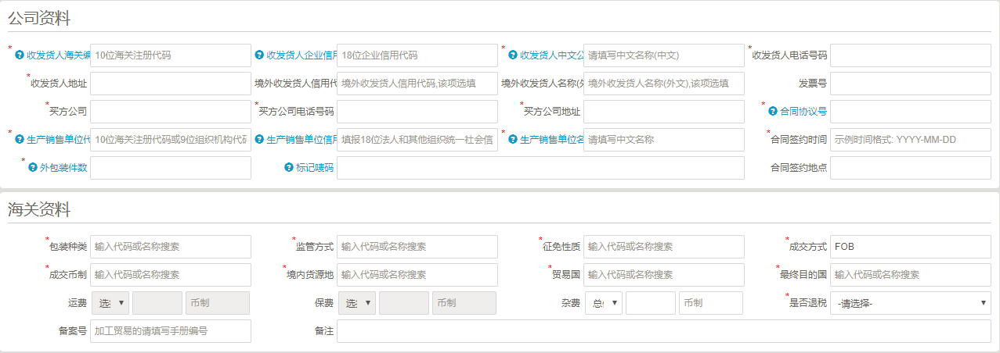 公司资料
* 收发货人海关编 10位海关注册代码 收发货人企业信用 18位企业信用代码 * 收发货人中文公 请填写中文名称(中文) *收发货人电话号码
*收发货人地址 境外收发货人信用代 境外收发货人信用代码,该项选填 境外收发货人名称(外 境外收发货人名称(外文),该项选填 发票号
*买方公司 *买方公司电话号码 *买方公司地址 * 合同协议号
* 生产销售单位代 10位海关注册代码或9位组织机构代码 * 生产销售单位信用 填报18位法人和其他组织统一社会信 * 生产销售单位名 请填写中文名称 *合同签约时间 示例时间格式: YYYY-MM-DD
* 外包装件数 标记唛码 合同签约地点
海关资料
*包装种类 输入代码或名称搜索 *监管方式 输入代码或名称搜索 *征免性质 输入代码或名称搜索 *成交方式 FOB
*成交币制 输入代码或名称搜索 *境内货源地 输入代码或名称搜索 *贸易国 输入代码或名称搜索 *最终目的国 输入代码或名称搜索
运费 币制 保费 币制 杂费 币制 *是否退税 -请选择-
备案号 加工贸易的请填写手册编号 备注